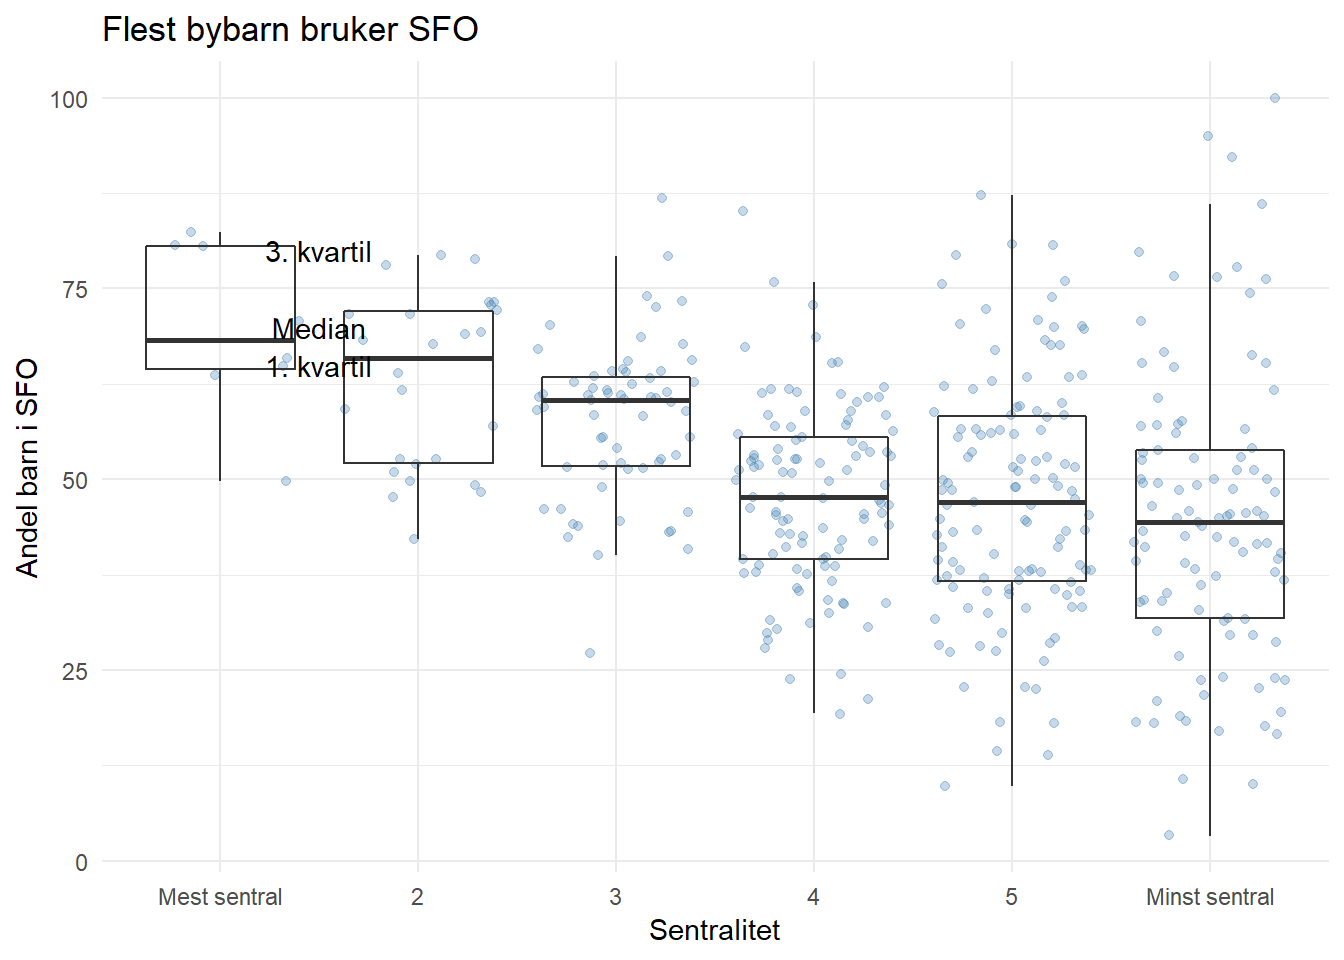 Flest bybarn bruker SFO
100
75
50
25
0
Andel barn i SFO
3. kvartil
Median
1. kvartil
Mest sentral
2
3
4
5
Minst sentral
Sentralitet